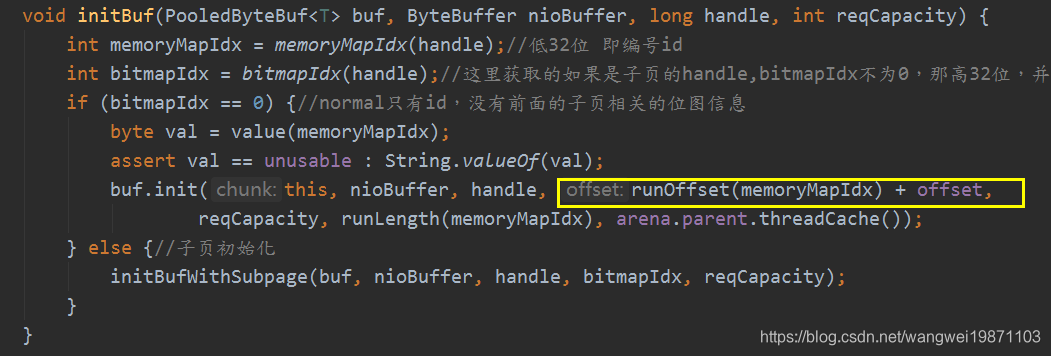 void initBuf(PooledByteBuf<T> buf, ByteBuffer nioBuffer, long handle, int reqCapacity) {
int memoryMapIdx = memoryMapIdx(handle);//低32位 即编号id
int bitmapIdx = bitmapIdx(handle);//这里获取的如果是子页的handle,bitmapIdx不为0，那高32位，并
if (bitmapIdx == 0) {//normal只有id，没有前面的子页相关的位图信息
byte val = value(memoryMapIdx);
assert val == unusable : String.valueOf(val);
buf.init( chunk: this, nioBuffer, handle, offset: runOffset(memoryMapIdx) + offset,
reqCapacity, runLength(memoryMapIdx), arena.parent.threadCache());
} else {//子页初始化
initBufWithSubpage(buf, nioBuffer, handle, bitmapIdx, reqCapacity);
}
}
https://blog.csdn.net/wangwei19871103